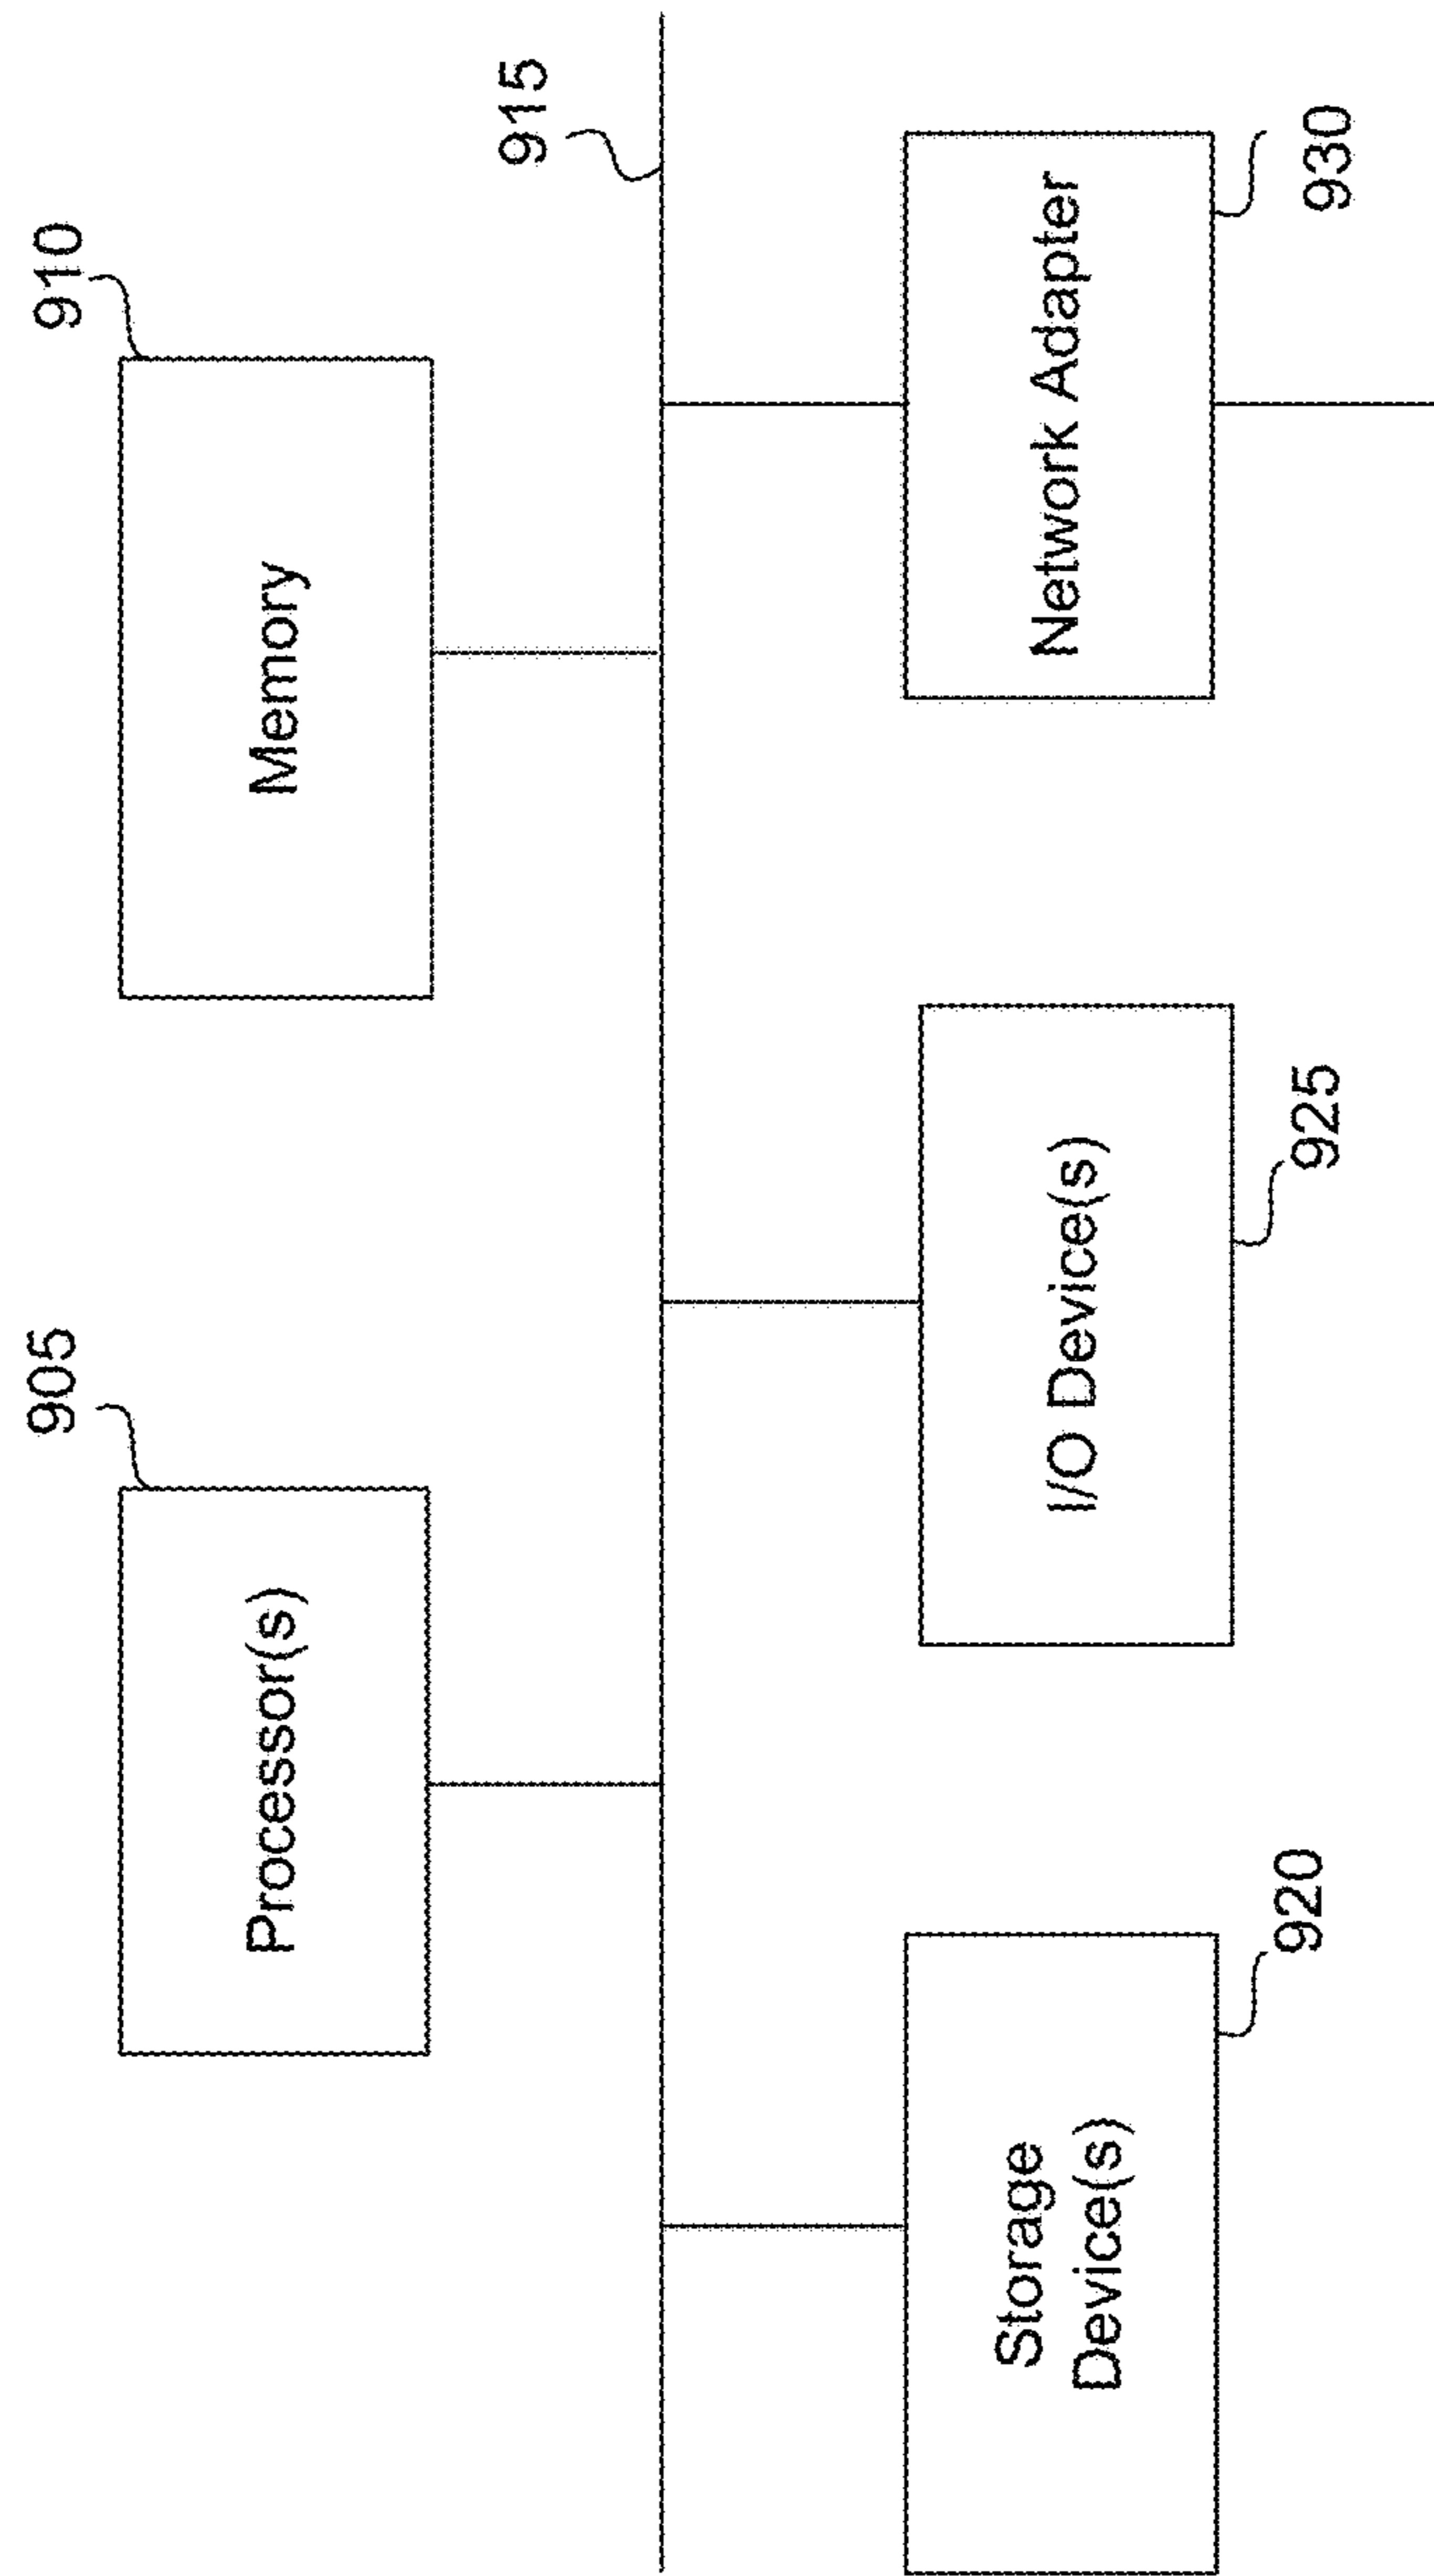 905
910
Processor(s)
Memory
915
Storage
Device(s)
I/O Device(s)
Network Adapter
920
925
930